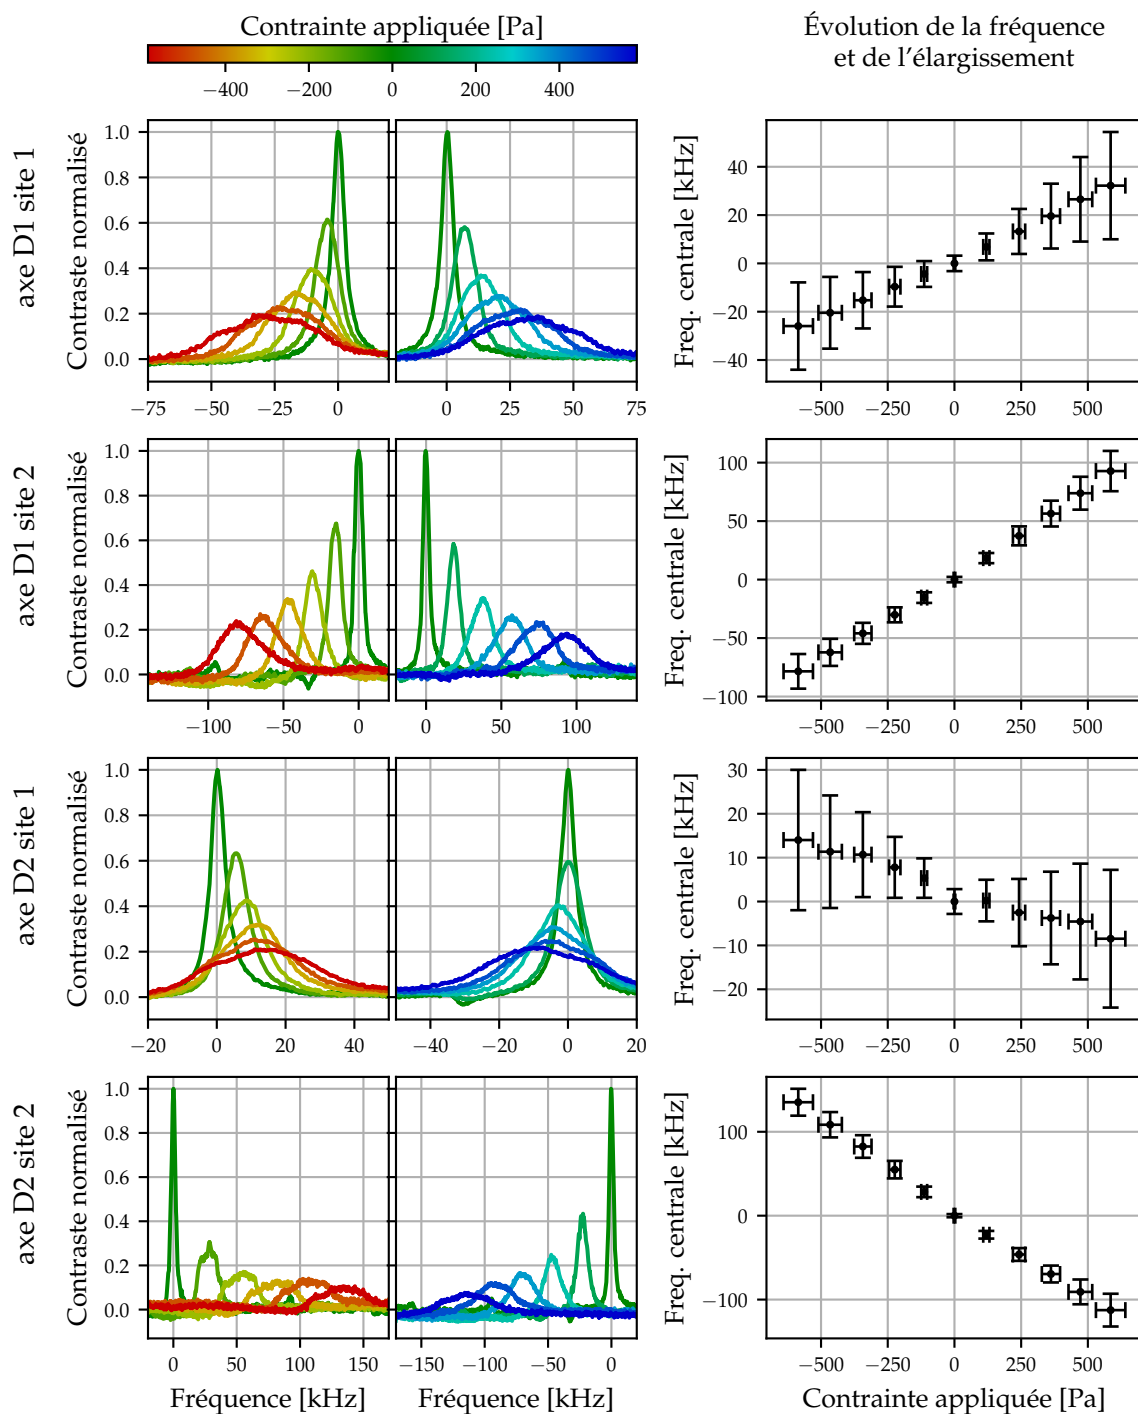 Contrainte appliquée [Pa]
−400 −200 0 200 400
Évolution de la fréquence
et de l'élargissement
axe D1 site 1
Contraste normalisé
1.0
0.8
0.6
0.4
0.2
0.0
−75 −50 −25 0
0 25 50 75
Freq. centrale [kHz]
40
20
0
−20
−40
−500 −250 0 250 500
axe D1 site 2
Contraste normalisé
1.0
0.8
0.6
0.4
0.2
0.0
−100 −50 0
0 50 100
Freq. centrale [kHz]
100
50
0
−50
−100
−500 −250 0 250 500
axe D2 site 1
Contraste normalisé
1.0
0.8
0.6
0.4
0.2
0.0
−20 0 20 40
−40 −20 0 20
Freq. centrale [kHz]
30
20
10
0
−10
−20
−500 −250 0 250 500
axe D2 site 2
Contraste normalisé
1.0
0.8
0.6
0.4
0.2
0.0
0 50 100 150
−150 −100 −50 0
Freq. centrale [kHz]
100
0
−100
−500 −250 0 250 500
Fréquence [kHz]
Fréquence [kHz]
Contrainte appliquée [Pa]